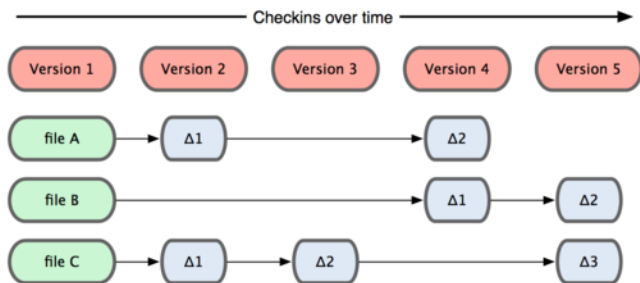 Checkins over time
Version 1 Version 2 Version 3 Version 4 Version 5
file A Δ1 Δ2
file B Δ1 Δ2
file C Δ1 Δ2 Δ3